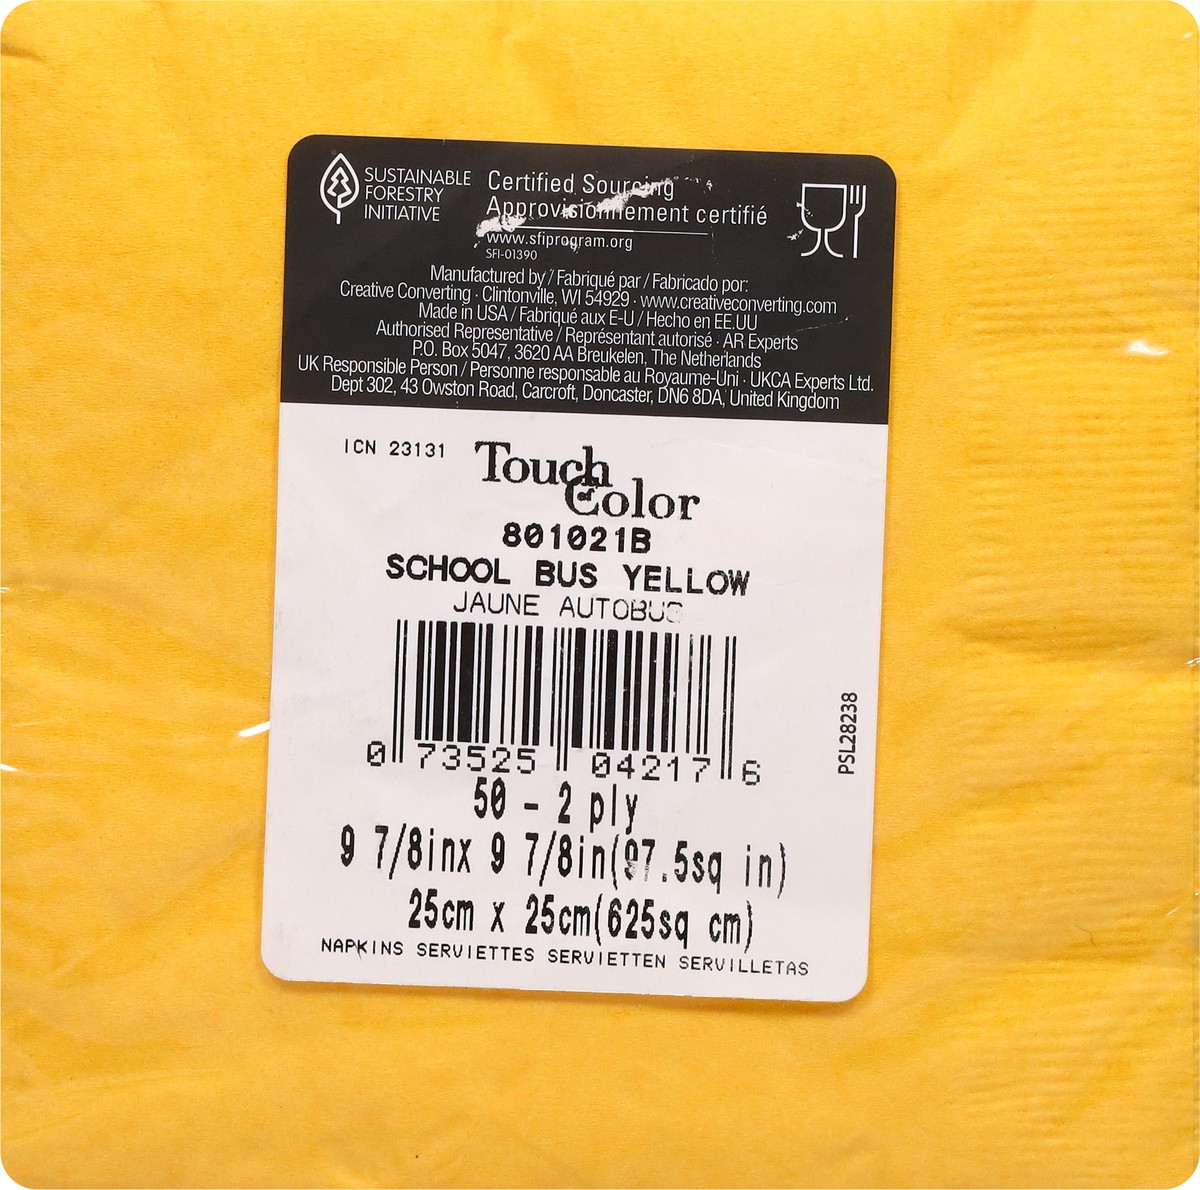 SUSTAINABLE
FORESTRY
INITIATIVE
Certified Sourcing
Approvisionnement certifié
www.sfiprogram.org
SFI-01390
Manufactured by / Fabriqué par / Fabricado por:
Creative Converting · Clintonville, WI 54929 · www.creativeconverting.com
Made in USA / Fabriqué aux E-U / Hecho en EE.UU
Authorised Representative / Représentant autorisé · AR Experts
P.O. Box 5047, 3620 AA Breukelen, The Netherlands
UK Responsible Person / Personne responsable au Royaume-Uni · UKCA Experts Ltd.
Dept 302, 43 Owston Road, Carcroft, Doncaster, DN6 8DA, United Kingdom
ICN 23131
Touch
of Color
801021B
SCHOOL BUS YELLOW
JAUNE AUTOBUS
0 73525 04217 6
PSL28238
50 - 2 ply
9 7/8inx 9 7/8in(97.5sq in)
25cm x 25cm(625sq cm)
NAPKINS SERVIETTES SERVIETTEN SERVILLETAS